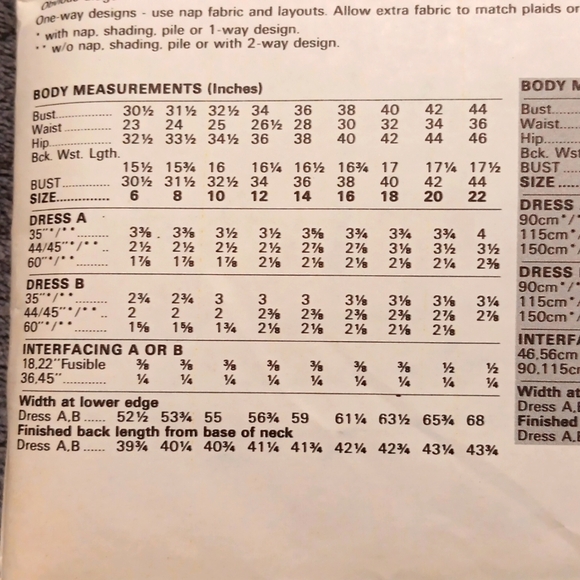 One-way designs - use nap fabric and layouts. Allow extra fabric to match plaids or
* with nap. shading. pile or 1-way design.
** w/o nap, shading. pile or with 2-way design.
BODY MEASUREMENTS (Inches)
Bust 30½ 31½ 32½ 34 36 38 40 42 44
Waist 23 24 25 26½ 28 30 32 34 36
Hip 32½ 33½ 34½ 36 38 40 42 44 46
Bck. Wst. Lgth.
15½ 15¾ 16 16¼ 16½ 16¾ 17 17¼ 17½
BUST 30½ 31½ 32½ 34 36 38 40 42 44
SIZE 6 8 10 12 14 16 18 20 22
DRESS A
35"*/** 3⅜ 3⅜ 3½ 3½ 3⅝ 3¾ 3¾ 3¾ 4
44/45"*/** 2½ 2½ 2½ 2½ 2⅞ 2⅞ 3⅛ 3½ 3½
60"*/** 1⅞ 1⅞ 1⅞ 2⅛ 2⅛ 2⅛ 2⅛ 2¼ 2⅜
DRESS B
35"*/** 2¾ 2¾ 3 3 3 3⅛ 3⅛ 3⅛ 3¼
44/45"*/** 2 2 2 2⅜ 2⅜ 2⅜ 2⅜ 2⅞ 2⅞
60"*/** 1⅝ 1⅝ 1¾ 2⅛ 2⅛ 2⅛ 2⅛ 2⅛
INTERFACING A OR B
18,22"Fusible ⅜ ⅜ ⅜ ⅜ ⅜ ⅜ ⅜ ½ ½
36,45" ¼ ¼ ¼ ¼ ¼ ¼ ¼ ¼ ¼
Width at lower edge
Dress A,B 52½ 53¾ 55 56¾ 59 61¼ 63½ 65¾ 68
Finished back length from base of neck
Dress A,B 39¾ 40¼ 40¾ 41¼ 41¾ 42¼ 42¾ 43¼ 43¾
BODY M
Bust
Waist
Hip
Bck. Wst
BUST
SIZE
DRESS
90cm*/
115cm*/
150cm*/
DRESS
90cm*/
115cm*/
150cm*/
INTERFA
46,56cm
90,115c
Width at
Dress A,
Finished
Dress A,B